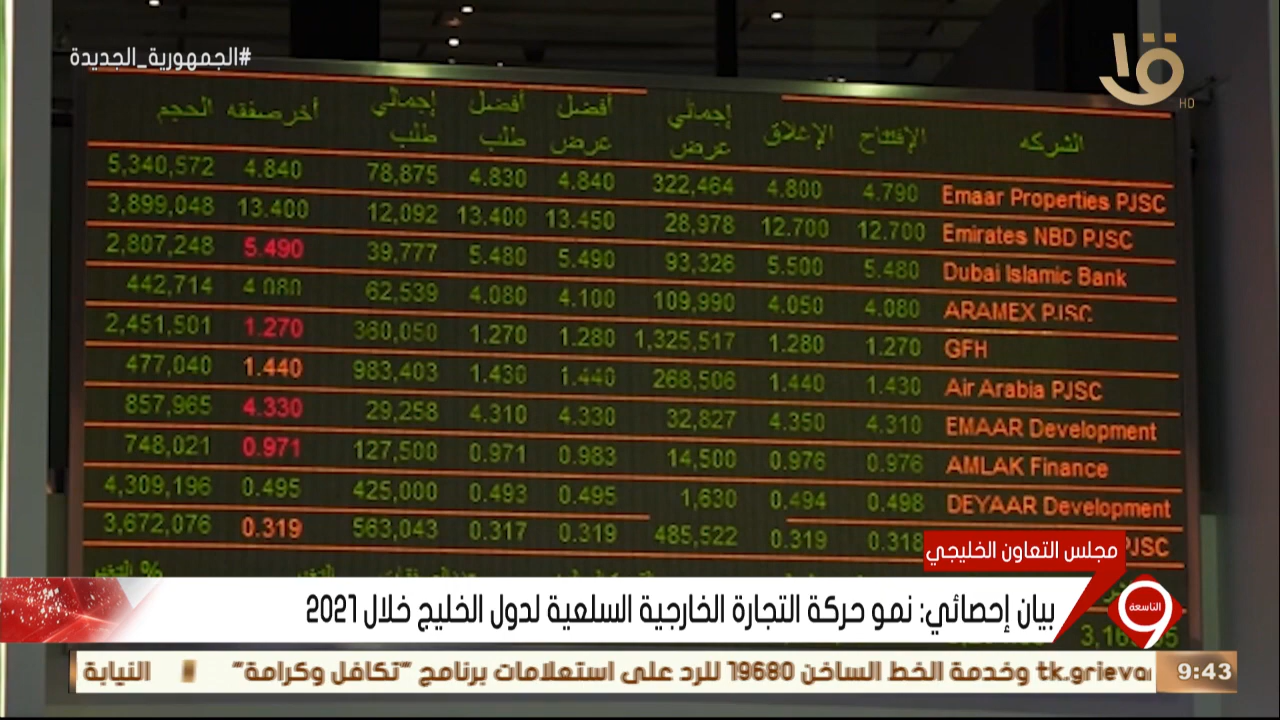 #الجمهورية_الجديدة
HD
الشركه الإفتتاح الإغلاق إجمالي عرض أفضل عرض أفضل طلب إجمالي طلب أخر صفقه الحجم
Emaar Properties PJSC 4.790 4.800 322,464 4.840 4.830 78,875 4.840 5,340,572
Emirates NBD PJSC 12.700 12.700 28,978 13.450 13.400 12,092 13.400 3,899,048
Dubai Islamic Bank 5.480 5.500 93,326 5.490 5.480 39,777 5.490 2,807,248
ARAMEX PJSC 4.080 4.050 109,990 4.100 4.080 62,539 4.080 442,714
GFH 1.270 1.280 1,325,517 1.280 1.270 360,050 1.270 2,451,501
Air Arabia PJSC 1.430 1.440 268,506 1.440 1.430 983,403 1.440 477,040
EMAAR Development 4.310 4.350 32,827 4.330 4.310 29,258 4.330 857,965
AMLAK Finance 0.976 0.976 14,500 0.983 0.971 127,500 0.971 748,021
DEYAAR Development 0.498 0.494 1,630 0.495 0.493 425,000 0.495 4,309,196
PJSC 0.318 0.319 485,522 0.319 0.317 563,043 0.319 3,672,076
مجلس التعاون الخليجي
التاسعة
بيان إحصائي: نمو حركة التجارة الخارجية السلعية لدول الخليج خلال 2021
9:43
tk.grievan وخدمة الخط الساخن 19680 للرد على استعلامات برنامج "تكافل وكرامة" النيابة